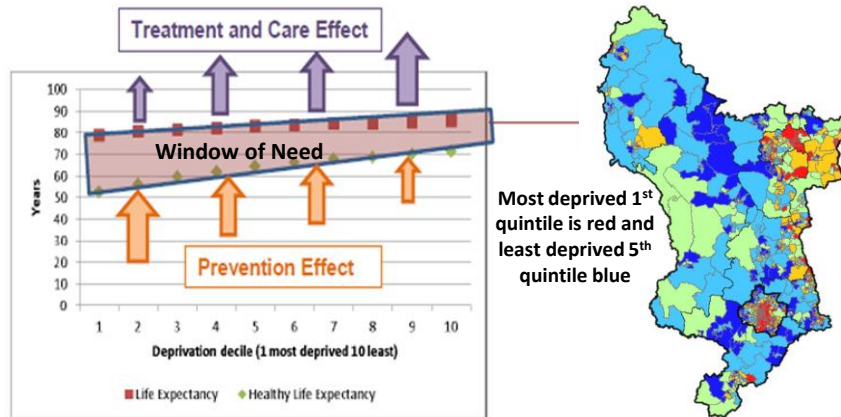 Treatment and Care Effect
100
90
80
70
60
50
40
30
20
10
0
Years
Window of Need
Prevention Effect
1 2 3 4 5 6 7 8 9 10
Deprivation decile (1 most deprived 10 least)
Life Expectancy Healthy Life Expectancy
Most deprived 1st
quintile is red and
least deprived 5th
quintile blue